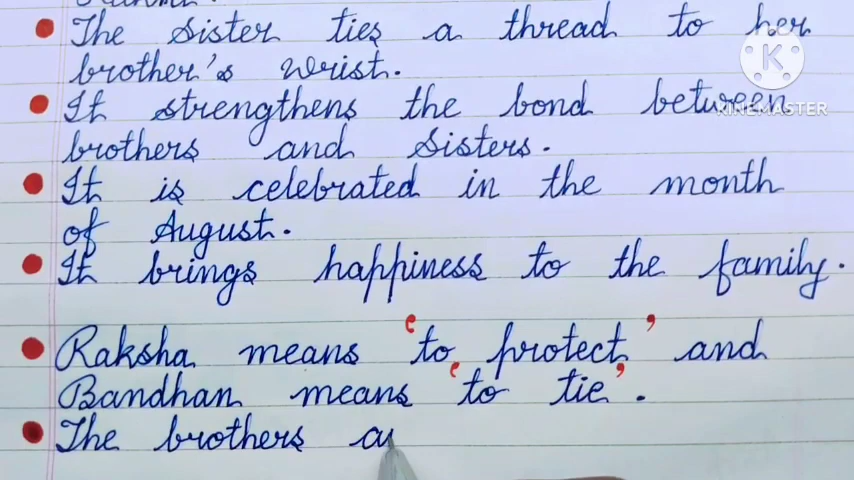 The Sister ties a thread to her
brother's wrist.
It strengthens the bond between
brothers and Sisters.
It is celebrated in the month
of August.
It brings happiness to the family.
Raksha means 'to protect' and
Bandhan means 'to tie'.
The brothers
K
KINEMASTER